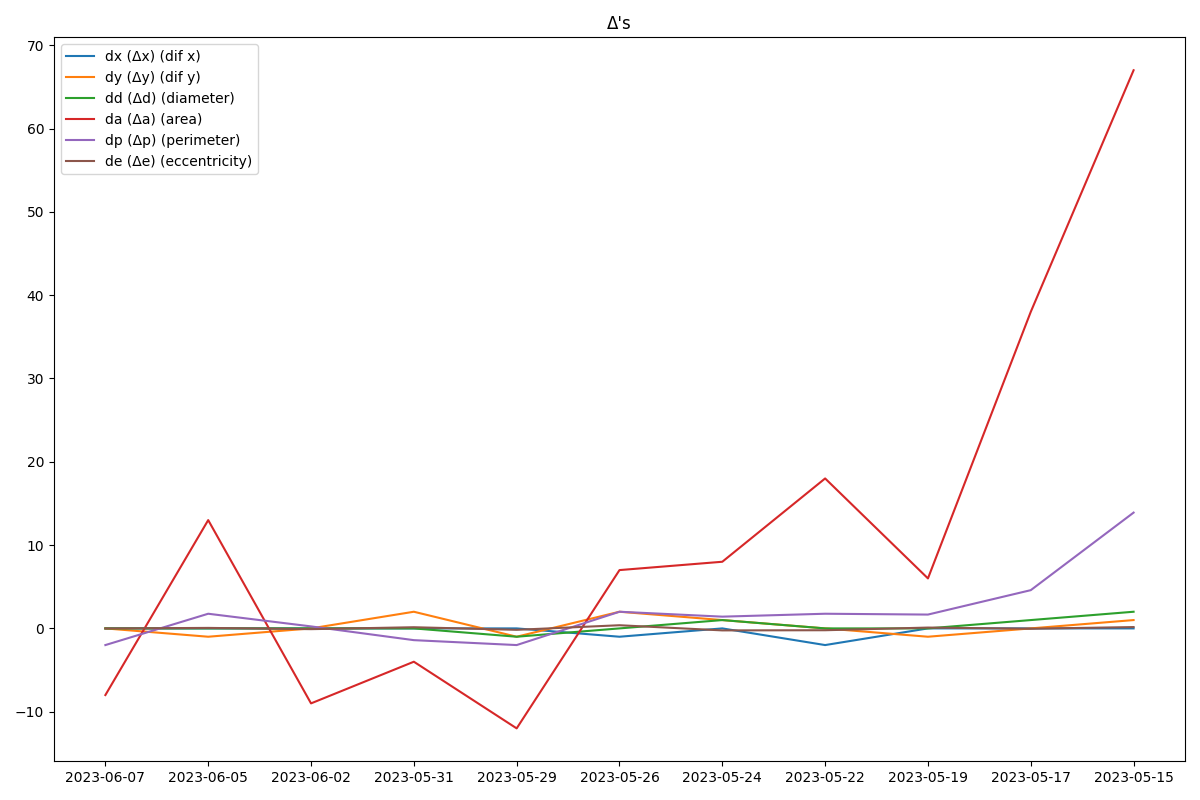 Δ's
dx (Δx) (dif x)
dy (Δy) (dif y)
dd (Δd) (diameter)
da (Δa) (area)
dp (Δp) (perimeter)
de (Δe) (eccentricity)
70
60
50
40
30
20
10
0
−10
2023-06-07 2023-06-05 2023-06-02 2023-05-31 2023-05-29 2023-05-26 2023-05-24 2023-05-22 2023-05-19 2023-05-17 2023-05-15